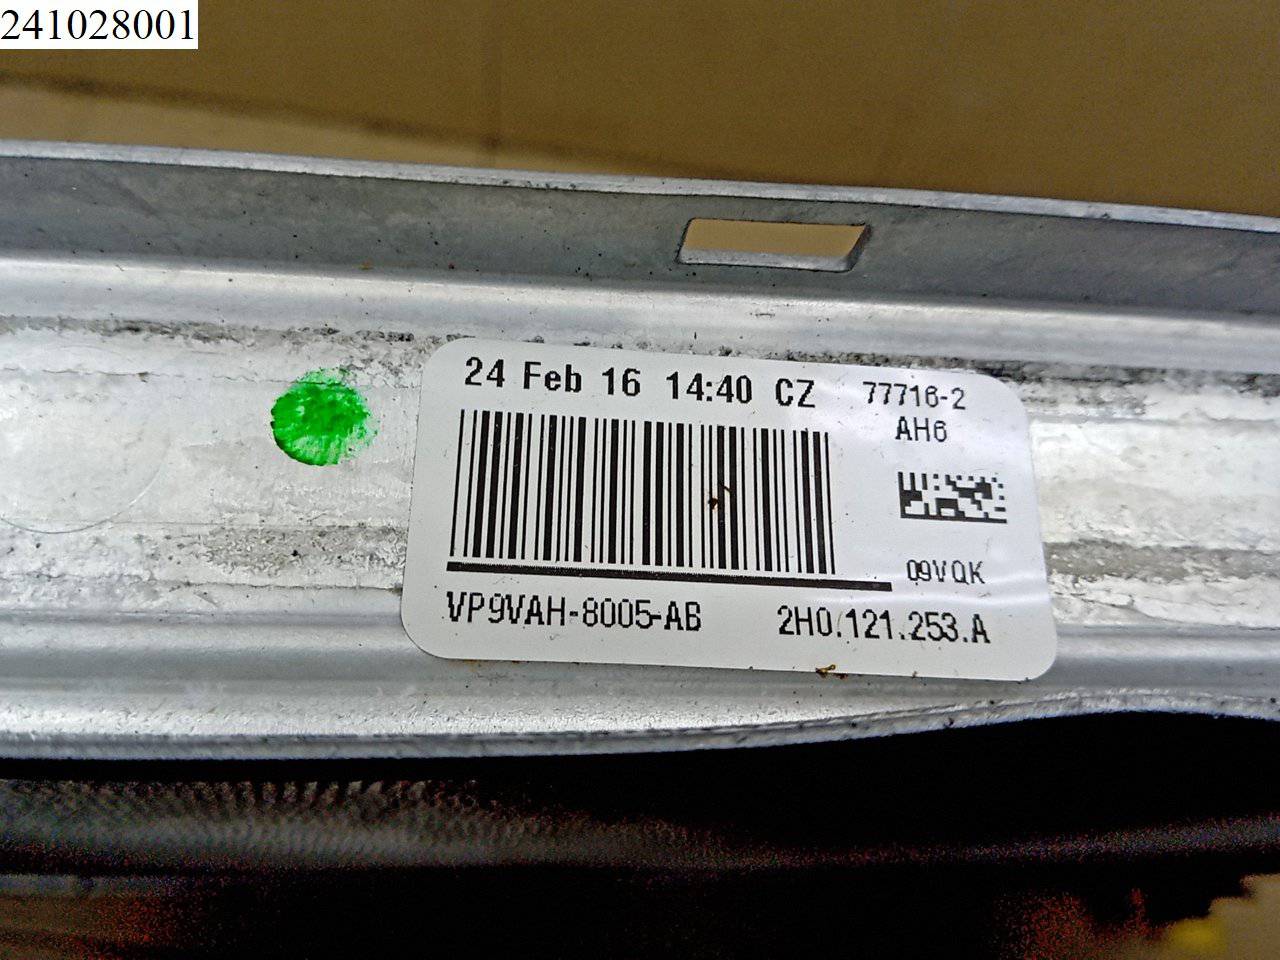 241028001
24 Feb 16 14:40 CZ 77716-2
AH6
09VQK
VP9VAH-8005-AB 2H0.121.253.A